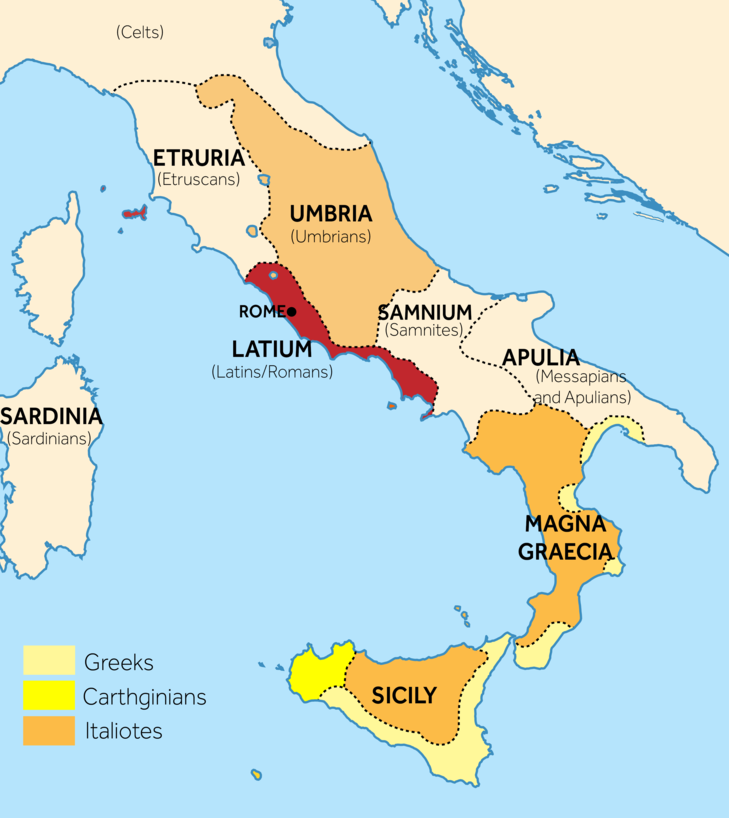 (Celts)
ETRURIA
(Etruscans)
UMBRIA
(Umbrians)
ROME
SAMNIUM
(Samnites)
LATIUM
(Latins/Romans)
APULIA
(Messapians
and Apulians)
SARDINIA
(Sardinians)
MAGNA
GRAECIA
SICILY
Greeks
Carthginians
Italiotes